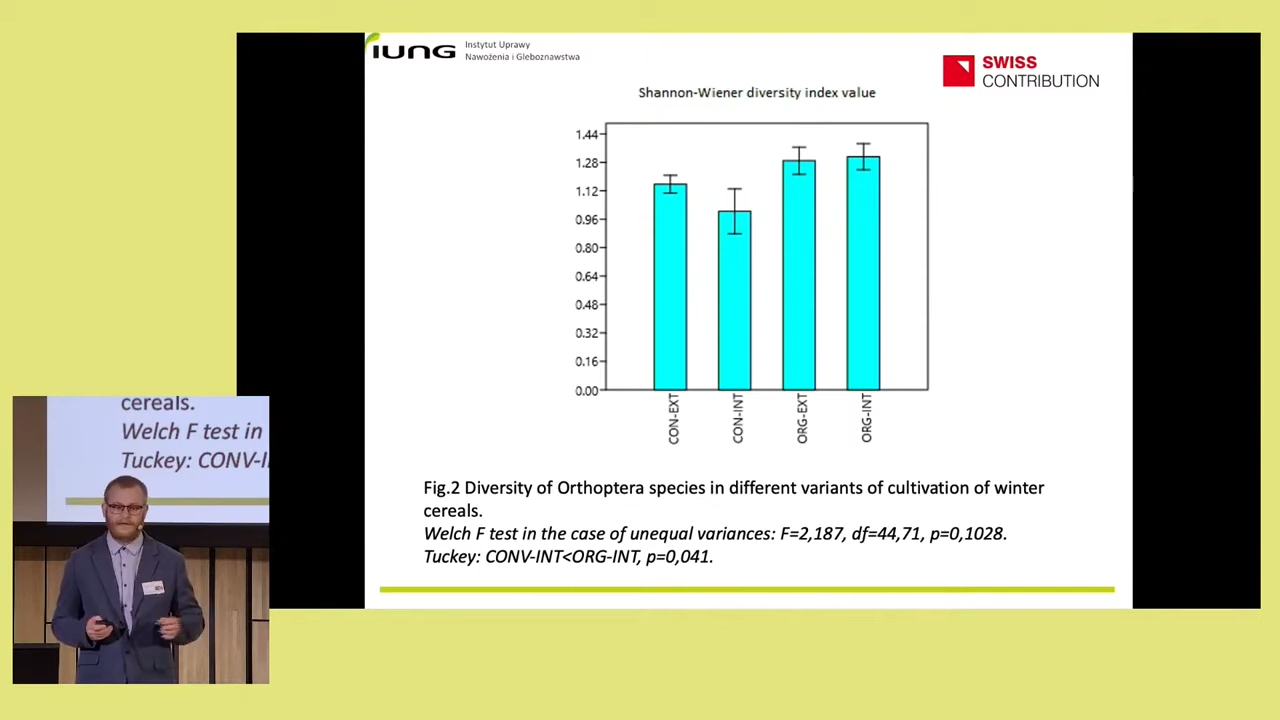 IUNG
Instytut Uprawy
Nawożenia i Gleboznawstwa
SWISS
CONTRIBUTION
Shannon-Wiener diversity index value
1.44
1.28
1.12
0.96
0.80
0.64
0.48
0.32
0.16
0.00
CON-EXT
CON-INT
ORG-EXT
ORG-INT
Fig.2 Diversity of Orthoptera species in different variants of cultivation of winter
cereals.
Welch F test in the case of unequal variances: F=2,187, df=44,71, p=0,1028.
Tuckey: CONV-INT<ORG-INT, p=0,041.
cereals.
Welch F test in
Tuckey: CONV-I